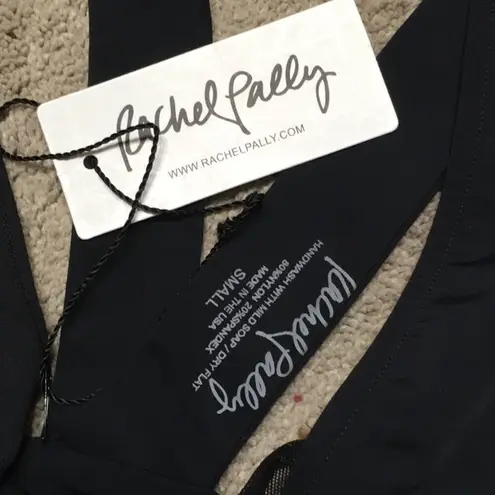 Rachel Pally
WWW.RACHELPALLY.COM
Rachel Pally
HANDWASH WITH MILD SOAP / DRY FLAT
80%NYLON 20%SPANDEX
MADE IN THE USA
SMALL